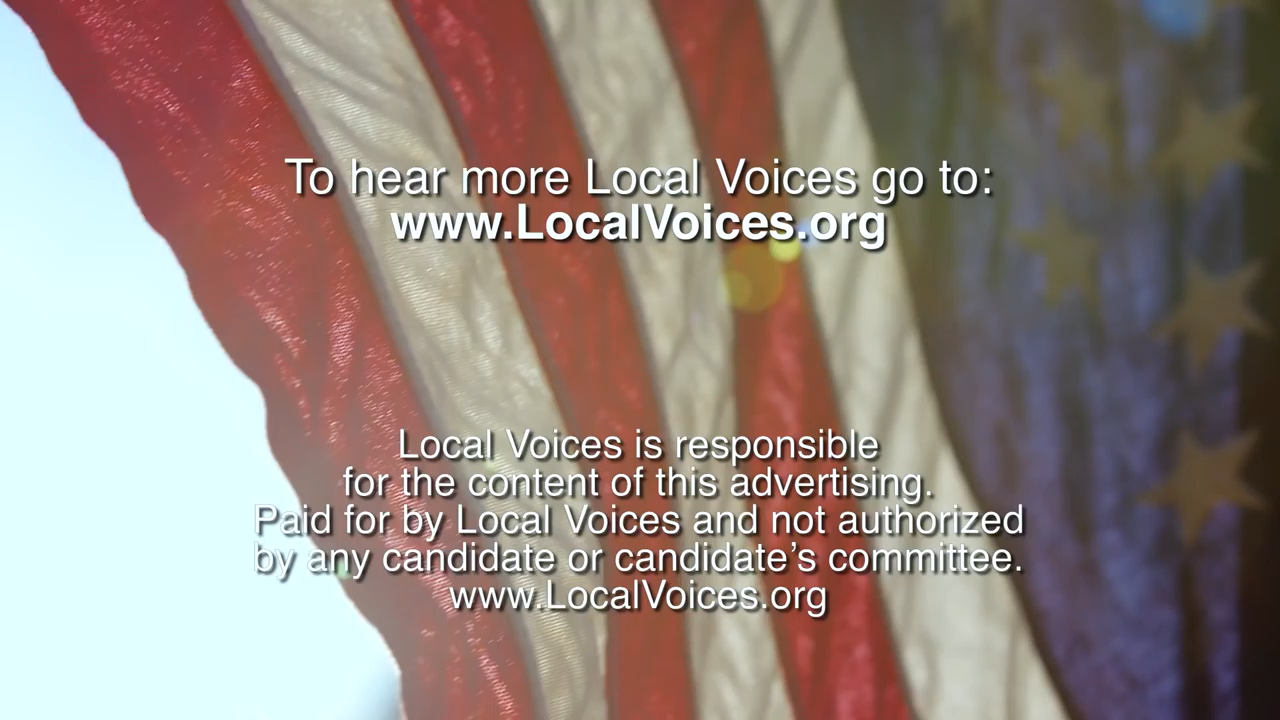 To hear more Local Voices go to:
www.LocalVoices.org
Local Voices is responsible
for the content of this advertising.
Paid for by Local Voices and not authorized
by any candidate or candidate’s committee.
www.LocalVoices.org